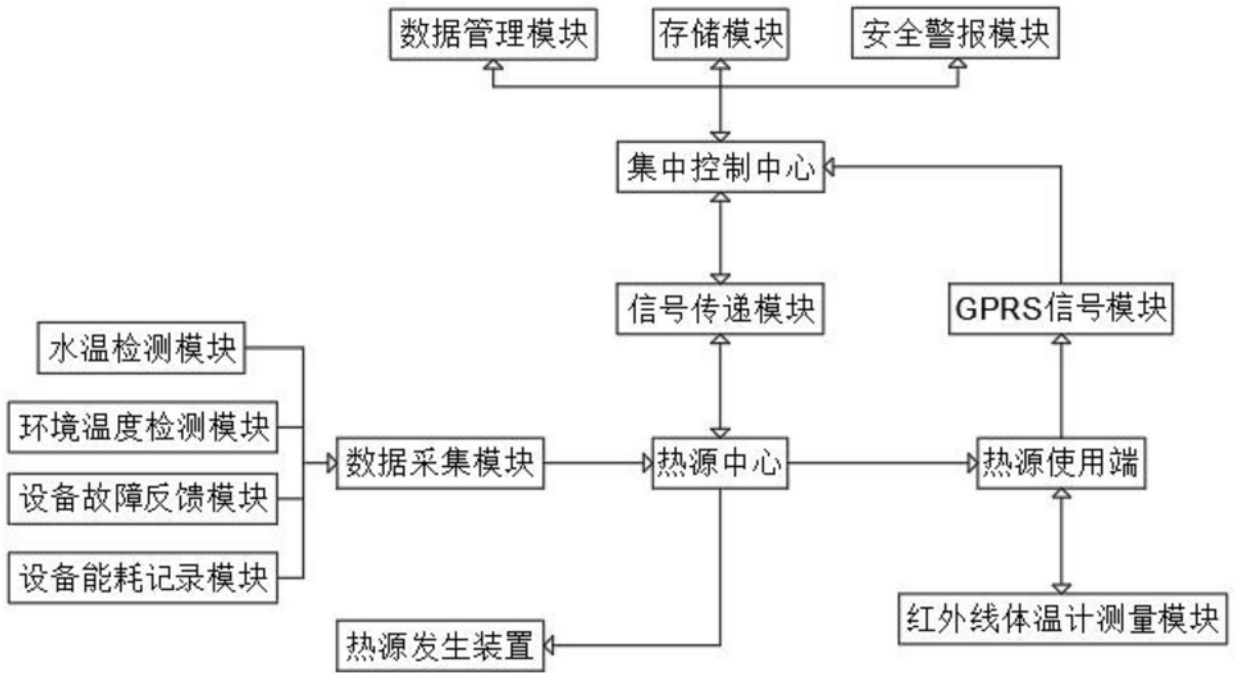 数据管理模块
存储模块
安全警报模块
集中控制中心
信号传递模块
GPRS信号模块
水温检测模块
环境温度检测模块
数据采集模块
热源中心
热源使用端
设备故障反馈模块
设备能耗记录模块
热源发生装置
红外线体温计测量模块